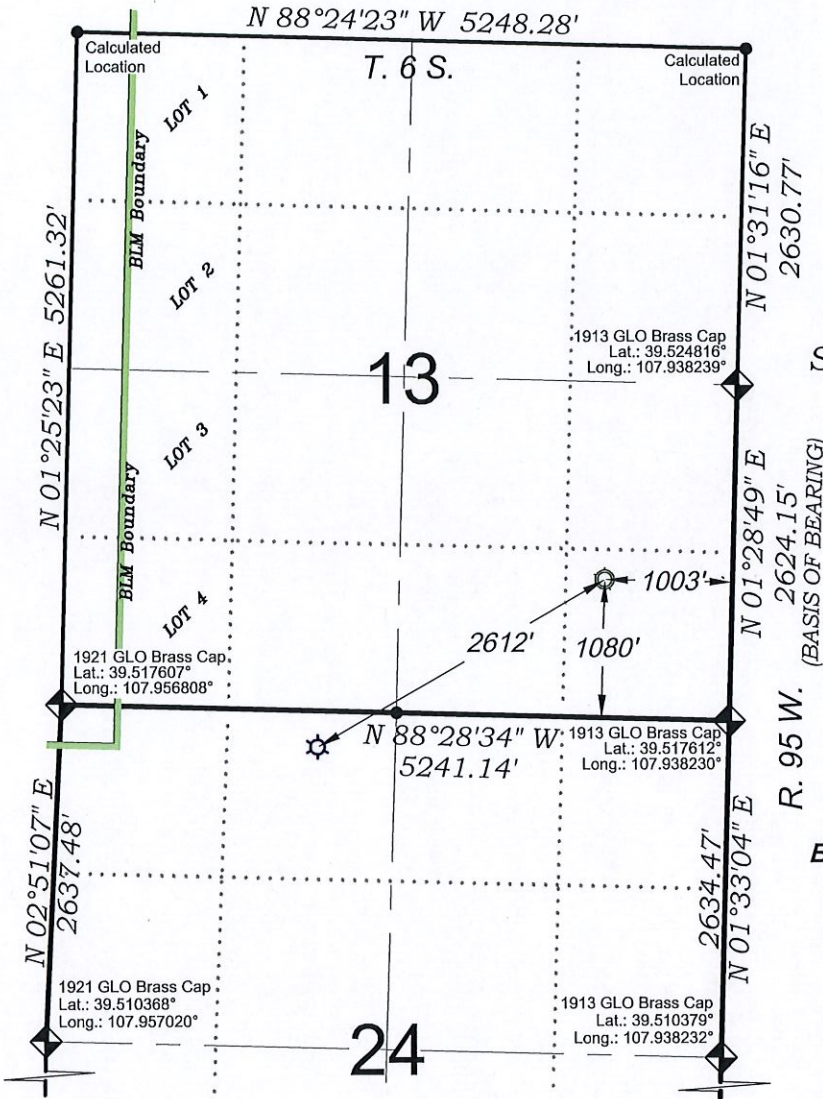 N 88°24'23" W 5248.28'
Calculated
Location
T. 6 S.
Calculated
Location
LOT 1
BLM Boundary
N 01°31'16" E
2630.77'
N 01°25'23" E 5261.32'
LOT 2
1913 GLO Brass Cap
Lat.: 39.524816°
Long.: 107.938239°
13
LOT 3
BLM Boundary
N 01°28'49" E
2624.15'
(BASIS OF BEARING)
LOT 4
1003'
2612'
1080'
1921 GLO Brass Cap
Lat.: 39.517607°
Long.: 107.956808°
N 88°28'34" W
5241.14'
1913 GLO Brass Cap
Lat.: 39.517612°
Long.: 107.938230°
R. 95 W.
N 02°51'07" E
2637.48'
2634.47'
N 01°33'04" E
1921 GLO Brass Cap
Lat.: 39.510368°
Long.: 107.957020°
1913 GLO Brass Cap
Lat.: 39.510379°
Long.: 107.938232°
24